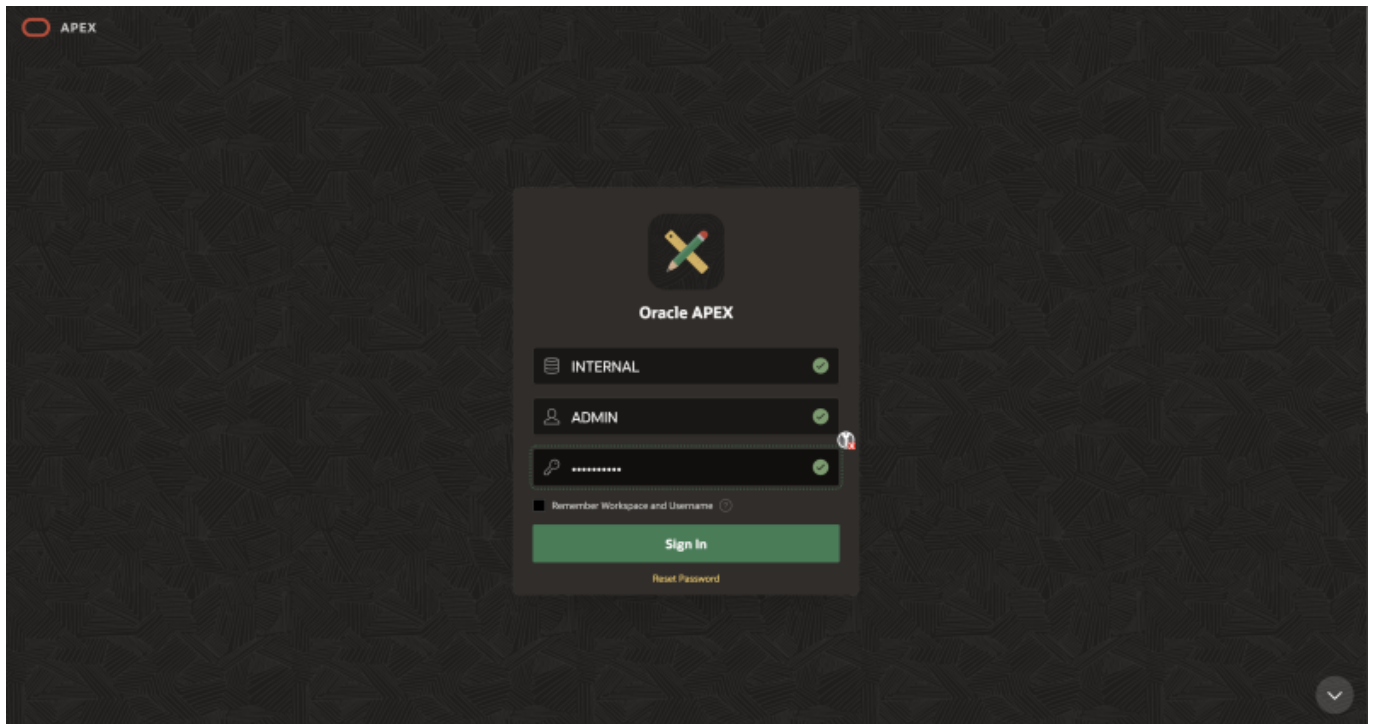 APEX
Oracle APEX
INTERNAL
ADMIN
••••••••••
Remember Workspace and Username
Sign In
Reset Password